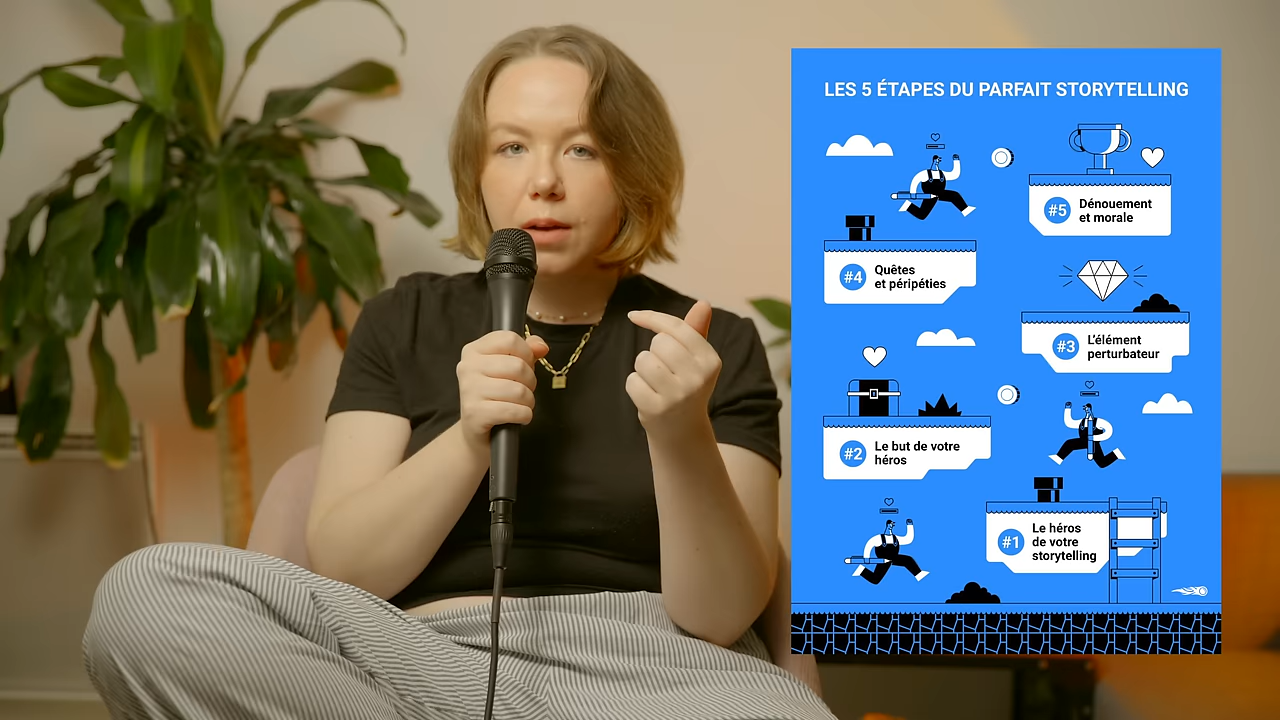 LES 5 ÉTAPES DU PARFAIT STORYTELLING
#5
Dénouement
et morale
#4
Quêtes
et péripéties
#3
L'élément
perturbateur
#2
Le but de votre
héros
#1
Le héros
de votre
storytelling